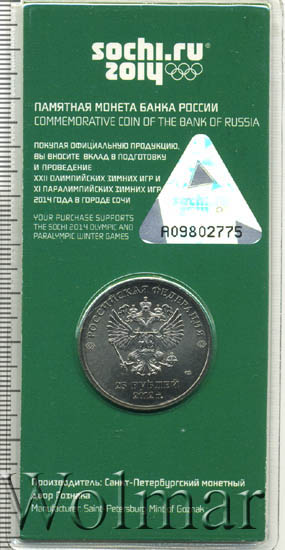 sochi.ru
2014
ПАМЯТНАЯ МОНЕТА БАНКА РОССИИ
COMMEMORATIVE COIN OF THE BANK OF RUSSIA
ПОКУПАЯ ОФИЦИАЛЬНУЮ ПРОДУКЦИЮ,
ВЫ ВНОСИТЕ ВКЛАД В ПОДГОТОВКУ
И ПРОВЕДЕНИЕ
XXII ОЛИМПИЙСКИХ ЗИМНИХ ИГР И
XI ПАРАЛИМПИЙСКИХ ЗИМНИХ ИГР
2014 ГОДА В ГОРОДЕ СОЧИ
YOUR PURCHASE SUPPORTS
THE SOCHI 2014 OLYMPIC AND
PARALYMPIC WINTER GAMES
A09802775
РОССИЙСКАЯ ФЕДЕРАЦИЯ
25 РУБЛЕЙ
2012 г.
Производитель: Санкт-Петербургский монетный
двор Гознака
Manufacturer: Saint-Petersburg Mint of Goznak
Wolmar